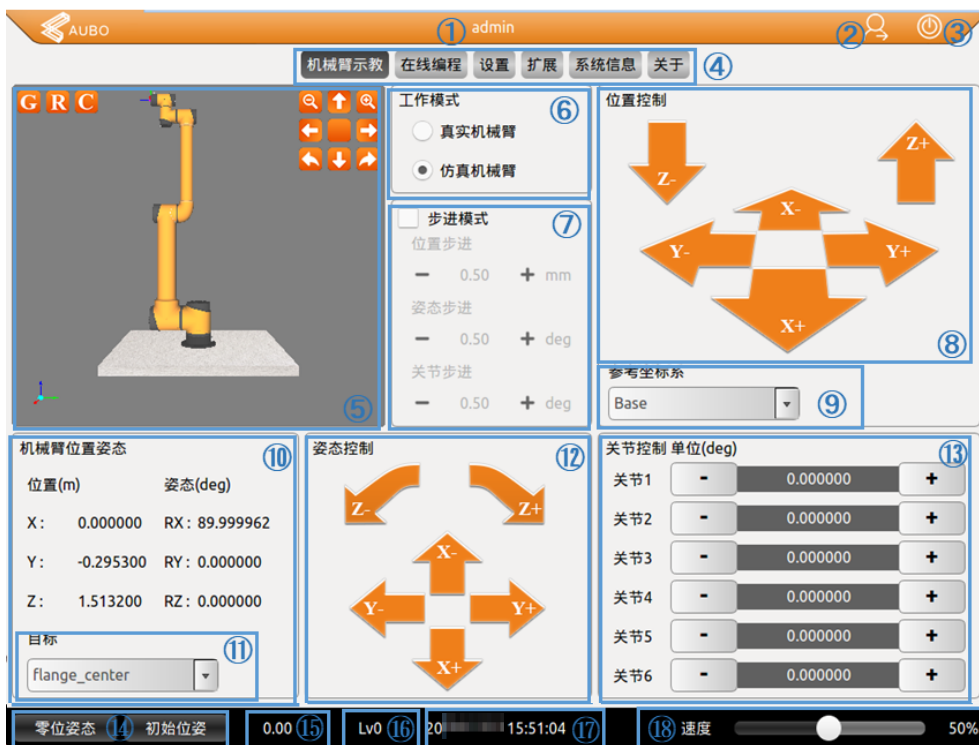 AUBO
① admin ② ③
机械臂示教 在线编程 设置 扩展 系统信息 关于 ④
G R C
⑤
工作模式
⑥
真实机械臂
仿真机械臂
步进模式 ⑦
位置步进
− 0.50 + mm
姿态步进
− 0.50 + deg
关节步进
− 0.50 + deg
位置控制
Z- Z+
X-
Y- Y+
X+
⑧
参考坐标系
Base ⑨
机械臂位置姿态 ⑩
位置(m) 姿态(deg)
X: 0.000000 RX: 89.999962
Y: -0.295300 RY: 0.000000
Z: 1.513200 RZ: 0.000000
目标 ⑪
flange_center
姿态控制 ⑫
Z- Z+
X-
Y- Y+
X+
关节控制 单位(deg) ⑬
关节1 - 0.000000 +
关节2 - 0.000000 +
关节3 - 0.000000 +
关节4 - 0.000000 +
关节5 - 0.000000 +
关节6 - 0.000000 +
零位姿态 ⑭ 初始位姿 0.00 ⑮ Lv0 ⑯ 20 15:51:04 ⑰ ⑱ 速度 50%